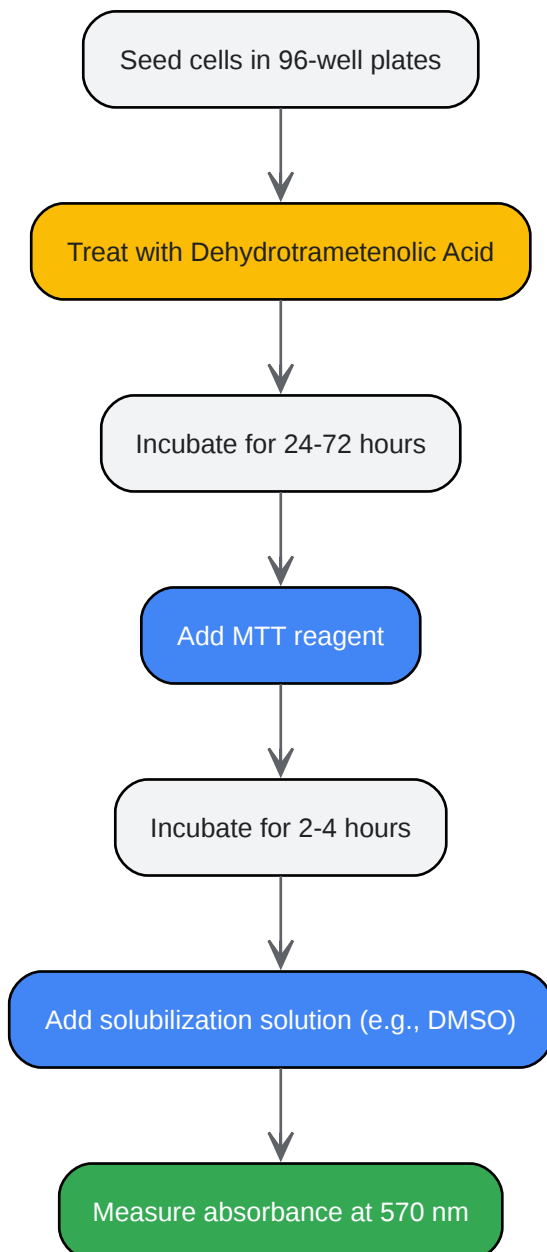 Seed cells in 96-well plates
Treat with Dehydrotrametenolic Acid
Incubate for 24-72 hours
Add MTT reagent
Incubate for 2-4 hours
Add solubilization solution (e.g., DMSO)
Measure absorbance at 570 nm